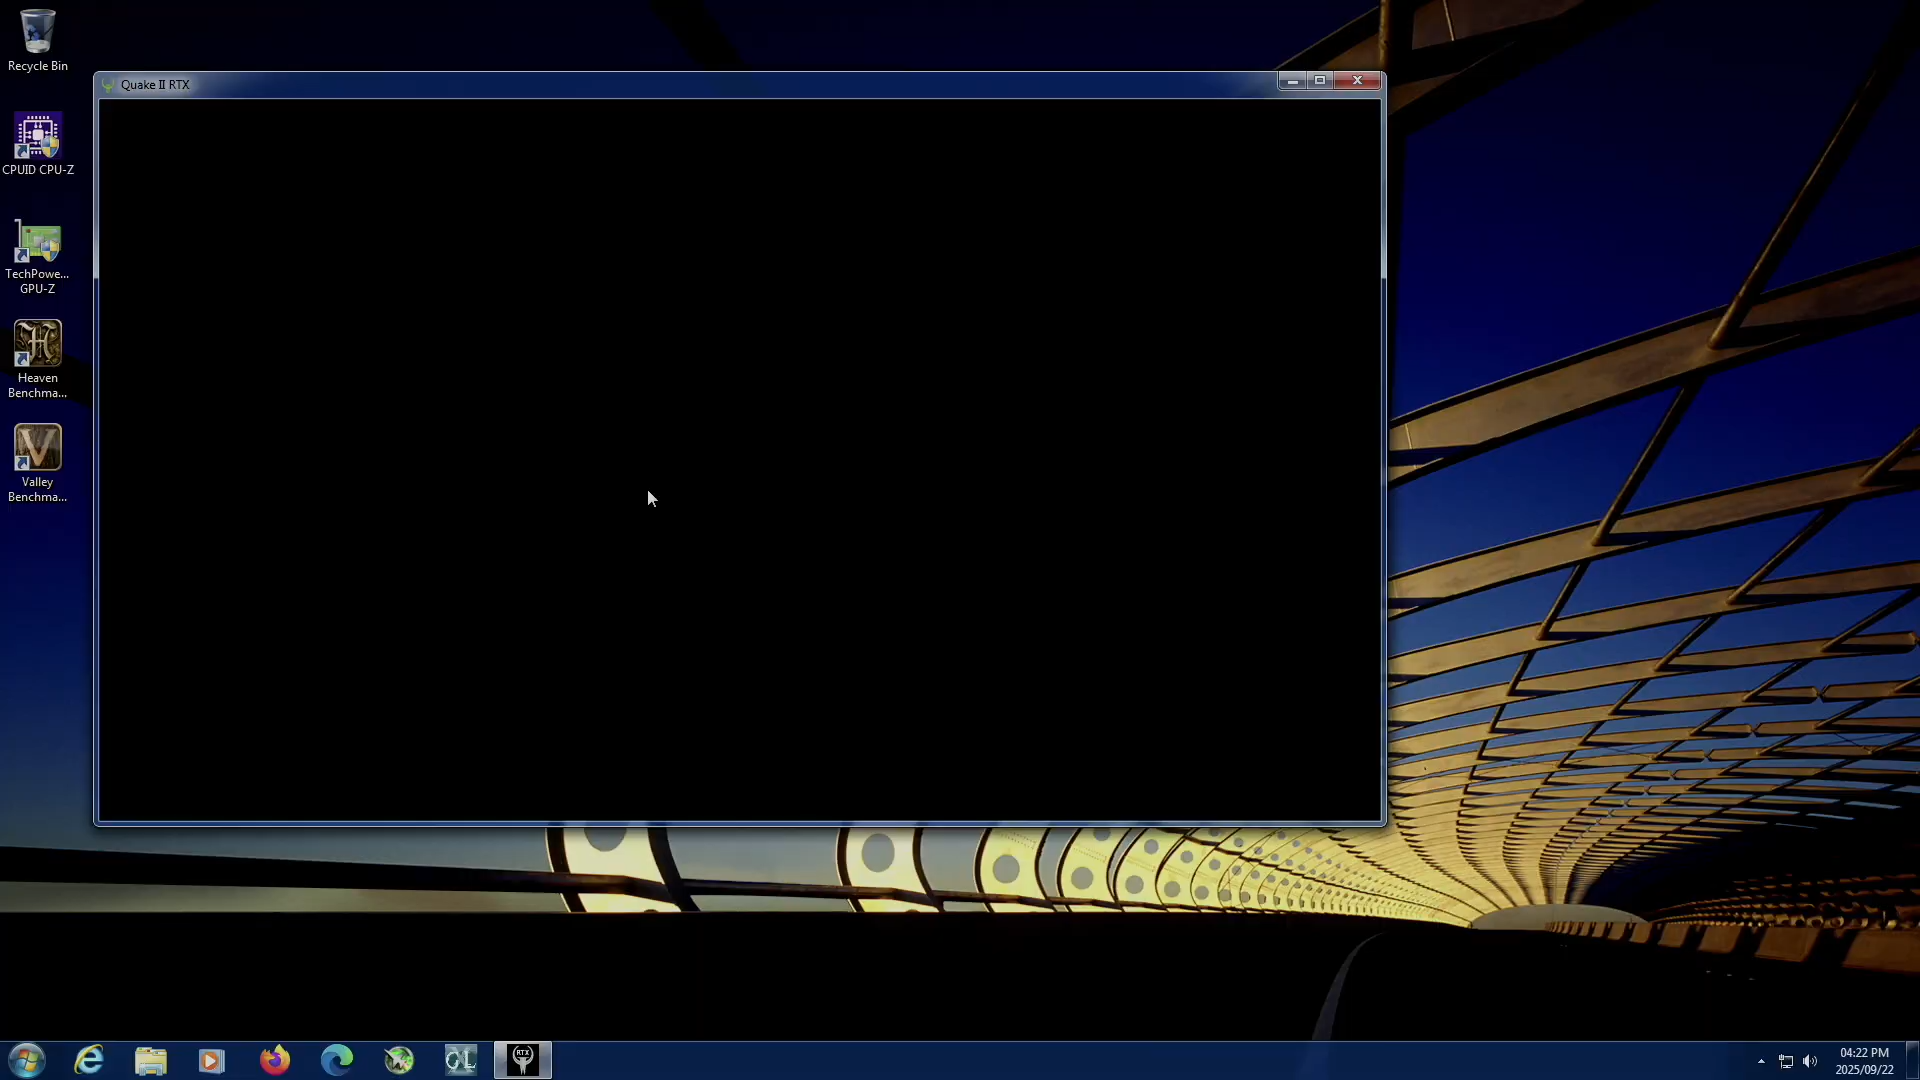 Recycle Bin
Quake II RTX
CPUID CPU-Z
TechPowe...
GPU-Z
Heaven
Benchma...
Valley
Benchma...
RTX
04:22 PM
2025/09/22